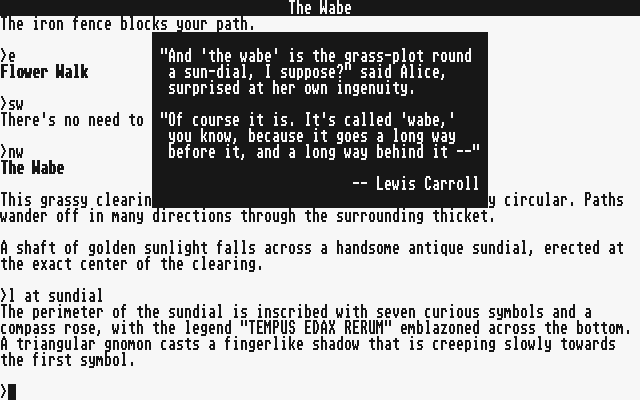 The Wabe
The iron fence blocks your path.
>e
Flower Walk
>sw
There's no need to
>nw
The Wabe
"And 'the wabe' is the grass-plot round
a sun-dial, I suppose?" said Alice,
surprised at her own ingenuity.
"Of course it is. It's called 'wabe,'
you know, because it goes a long way
before it, and a long way behind it --"
-- Lewis Carroll
This grassy clearin y circular. Paths
wander off in many directions through the surrounding thicket.
A shaft of golden sunlight falls across a handsome antique sundial, erected at
the exact center of the clearing.
>l at sundial
The perimeter of the sundial is inscribed with seven curious symbols and a
compass rose, with the legend "TEMPUS EDAX RERUM" emblazoned across the bottom.
A triangular gnomon casts a fingerlike shadow that is creeping slowly towards
the first symbol.
>